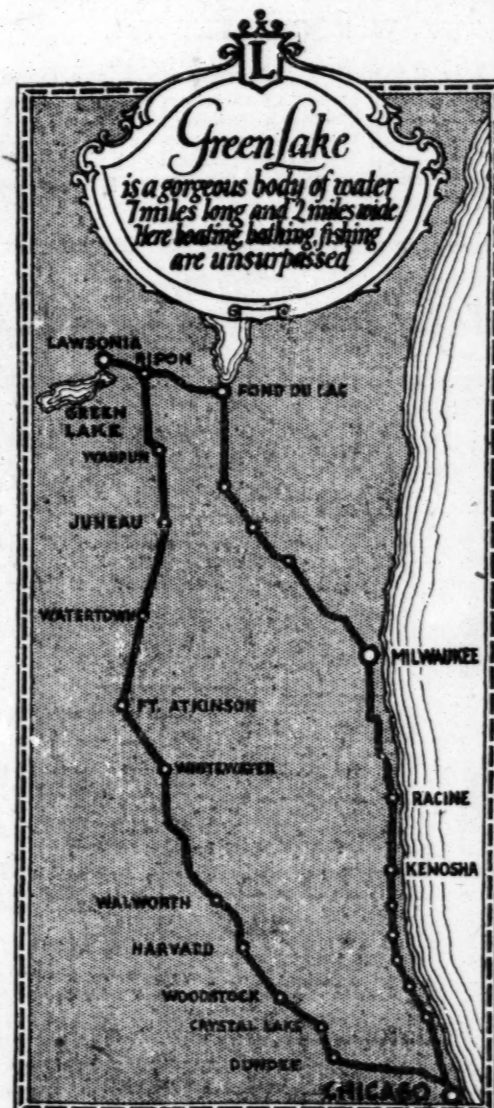 L
Green Lake
is a gorgeous body of water
7 miles long and 2 miles wide
Here boating, bathing, fishing
are unsurpassed
LAWSONIA
RIPON
FOND DU LAC
GREEN
LAKE
WAUPUN
JUNEAU
WATERTOWN
MILWAUKEE
FT. ATKINSON
WHITEWATER
RACINE
KENOSHA
WALWORTH
HARVARD
WOODSTOCK
CRYSTAL LAKE
DUNDEE
CHICAGO